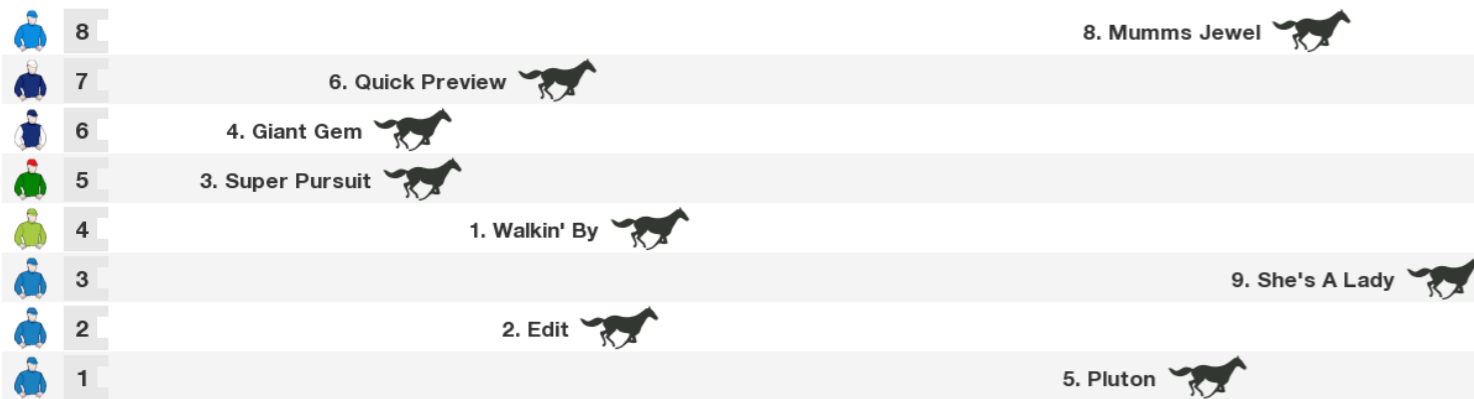 8 8. Mumms Jewel
7 6. Quick Preview
6 4. Giant Gem
5 3. Super Pursuit
4 1. Walkin' By
3 9. She's A Lady
2 2. Edit
1 5. Pluton